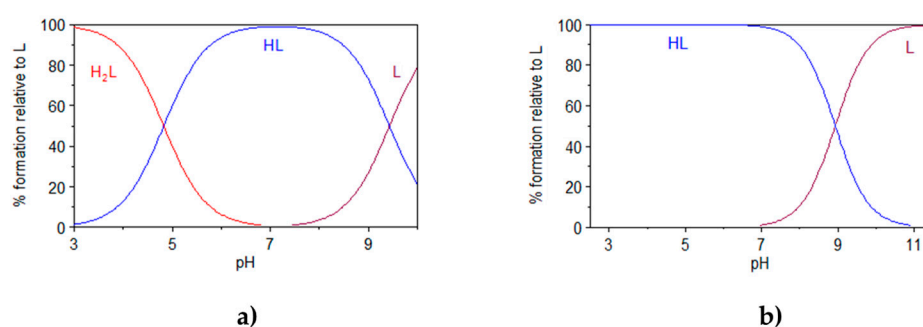 % formation relative to L
100
80
60
40
20
0
H₂L
HL
L
3 5 7 9
pH
a)
% formation relative to L
100
80
60
40
20
0
HL
L
3 5 7 9 11
pH
b)